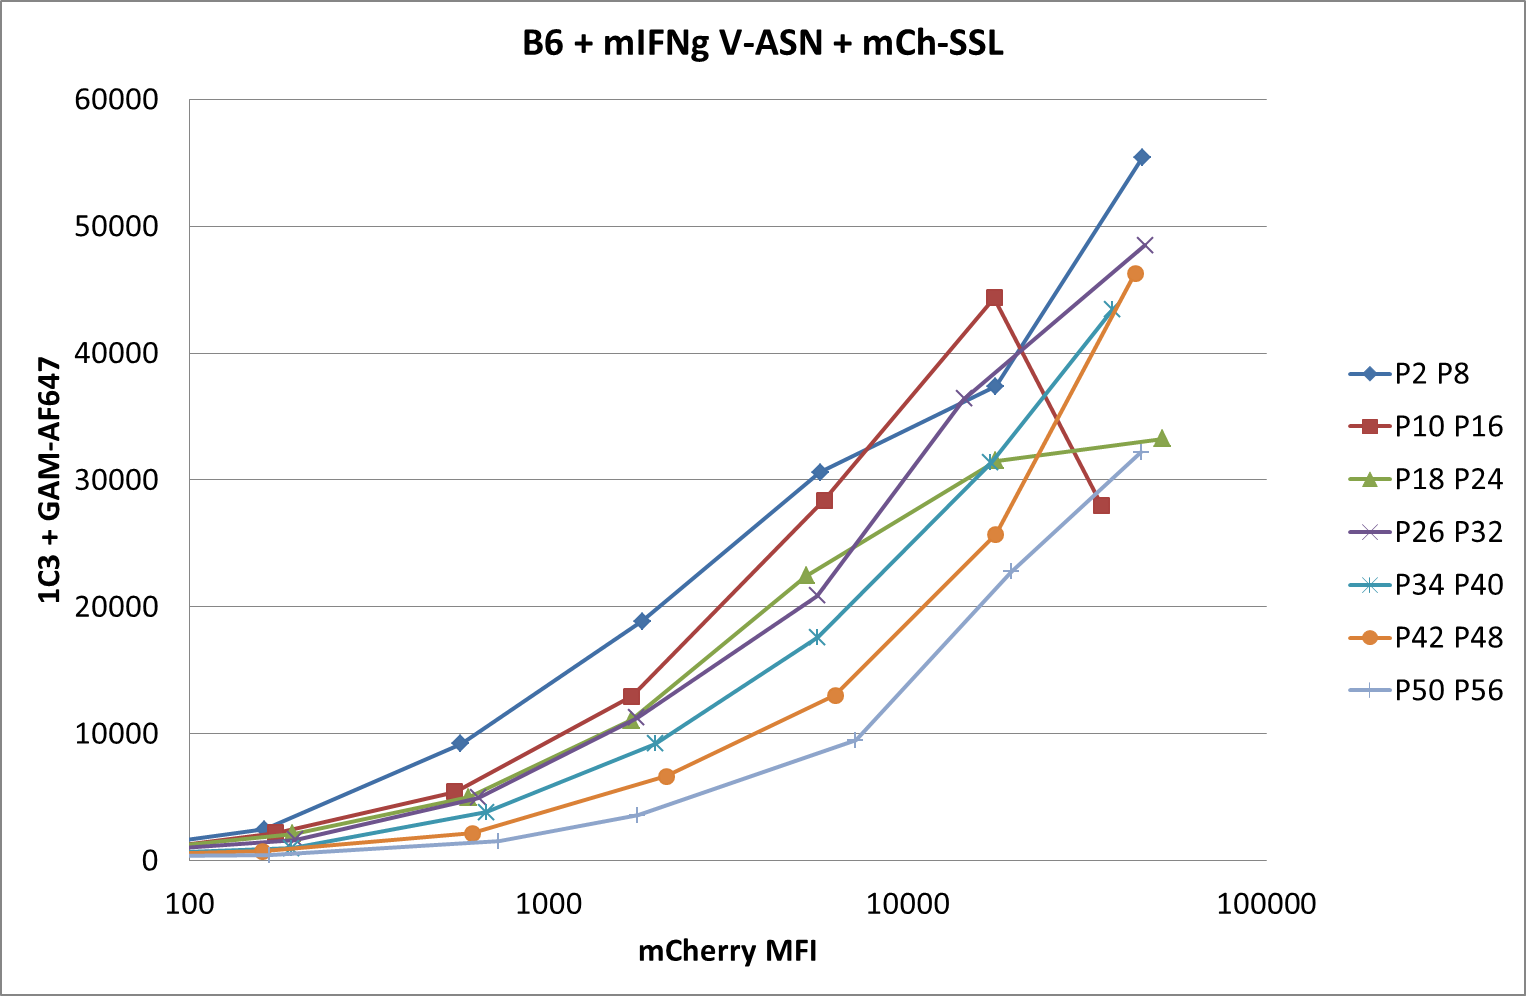 B6 + mIFNg V-ASN + mCh-SSL
60000
50000
40000
30000
20000
10000
0
1C3 + GAM-AF647
100 1000 10000 100000
mCherry MFI
P2 P8
P10 P16
P18 P24
P26 P32
P34 P40
P42 P48
P50 P56